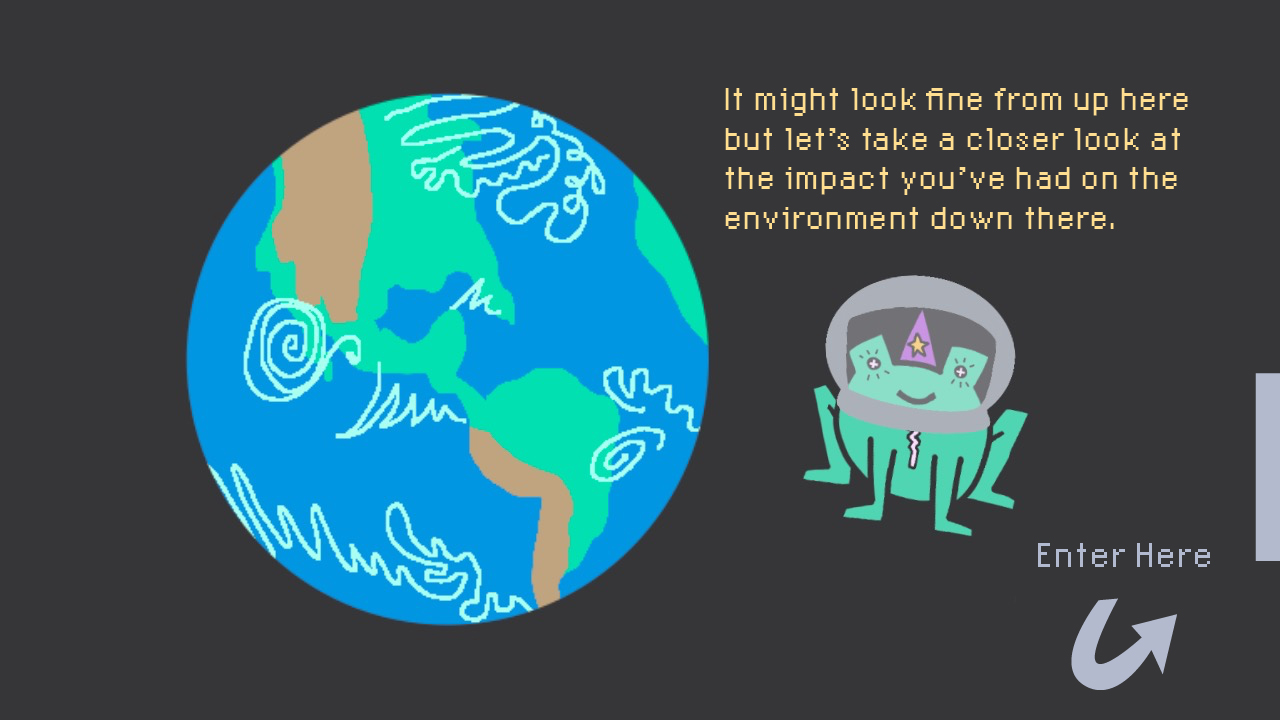 It might look fine from up here
but let's take a closer look at
the impact you've had on the
environment down there.
Enter Here